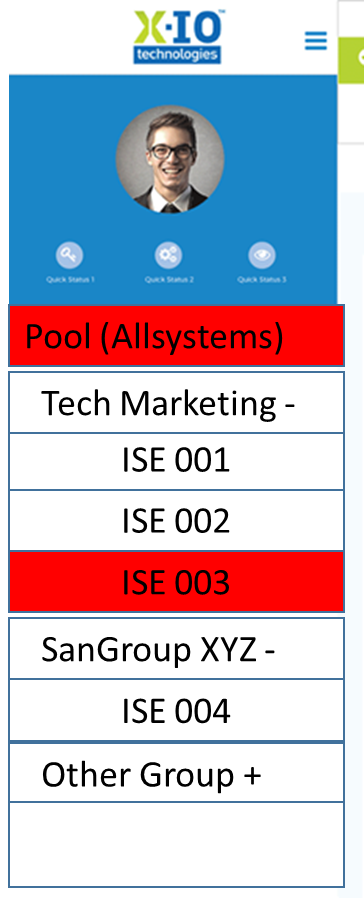 X-IO™
technologies
Quick Status 1
Quick Status 2
Quick Status 3
Pool (Allsystems)
Tech Marketing -
ISE 001
ISE 002
ISE 003
SanGroup XYZ -
ISE 004
Other Group +